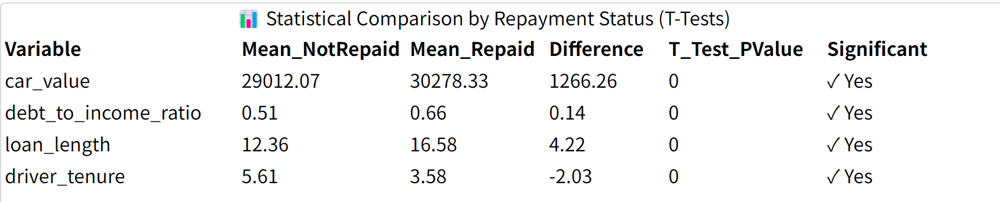 📊 Statistical Comparison by Repayment Status (T-Tests)
Variable Mean_NotRepaid Mean_Repaid Difference T_Test_PValue Significant
car_value 29012.07 30278.33 1266.26 0 ✓ Yes
debt_to_income_ratio 0.51 0.66 0.14 0 ✓ Yes
loan_length 12.36 16.58 4.22 0 ✓ Yes
driver_tenure 5.61 3.58 -2.03 0 ✓ Yes